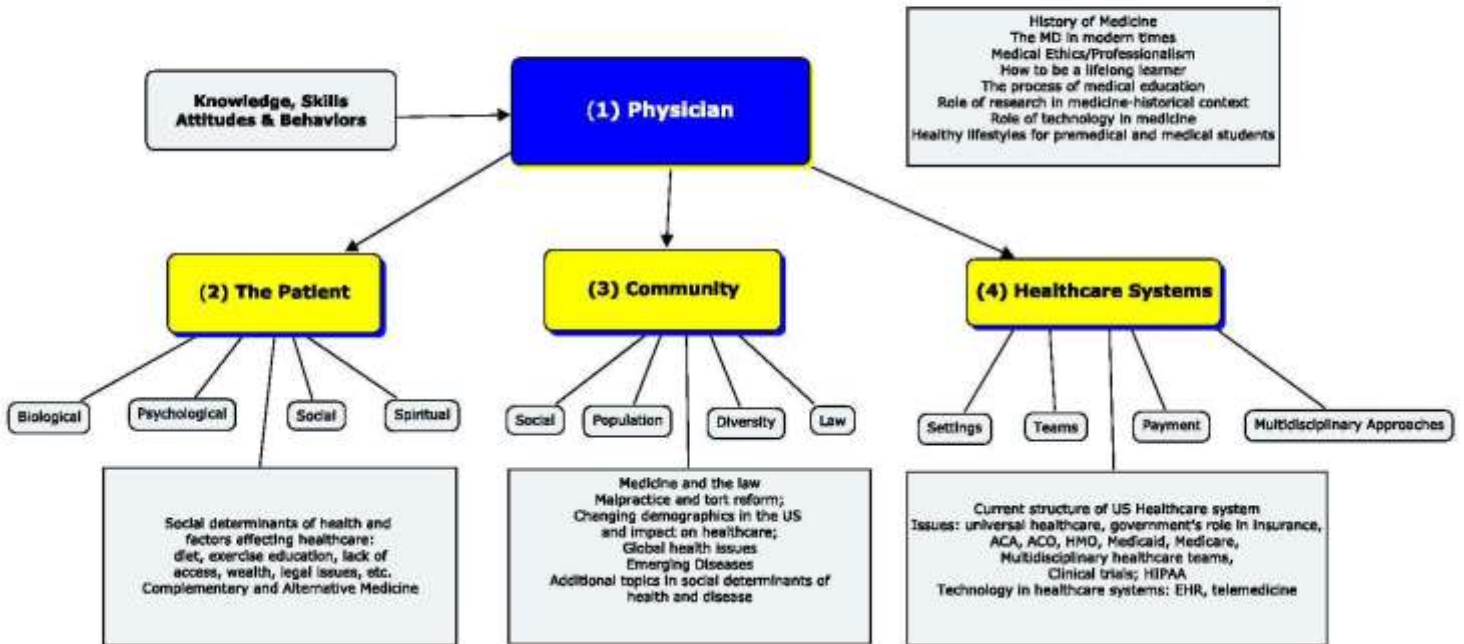 Knowledge, Skills
Attitudes & Behaviors
(1) Physician
History of Medicine
The MD in modern times
Medical Ethics/Professionalism
How to be a lifelong learner
The process of medical education
Role of research in medicine-historical context
Role of technology in medicine
Healthy lifestyles for premedical and medical students
(2) The Patient
(3) Community
(4) Healthcare Systems
Biological
Psychological
Social
Spiritual
Social
Population
Diversity
Law
Settings
Teams
Payment
Multidisciplinary Approaches
Social determinants of health and
factors affecting healthcare:
diet, exercise education, lack of
access, wealth, legal issues, etc.
Complementary and Alternative Medicine
Medicine and the law
Malpractice and tort reform;
Changing demographics in the US
and impact on healthcare;
Global health issues
Emerging Diseases
Additional topics in social determinants of
health and disease
Current structure of US Healthcare system
Issues: universal healthcare, government's role in insurance,
ACA, ACO, HMO, Medicaid, Medicare,
Multidisciplinary healthcare teams,
Clinical trials; HIPAA
Technology in healthcare systems: EHR, telemedicine